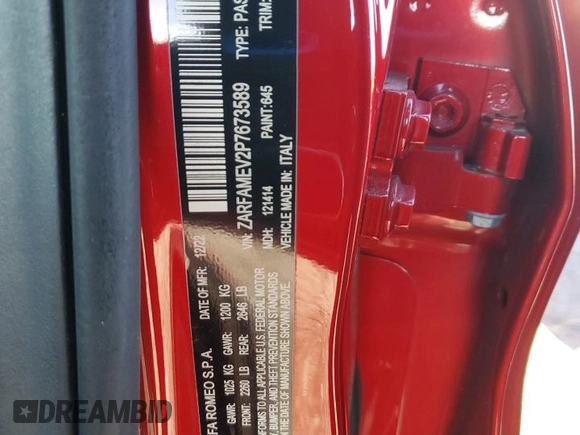 FA ROMEO S.P.A. DATE OF MFR: 12/22
GAWR: 1025 KG GAWR: 1200 KG
FRONT: 2260 LB REAR: 2646 LB
S TO ALL APPLICABLE U.S. FEDERAL MOTOR
BUMPER, AND THEFT PREVENTION STANDARDS
ON THE DATE OF MANUFACTURE SHOWN ABOVE.
VIN: ZARFAMEV2P7673589 TYPE: PAS
MDH: 121414 PAINT: 645 TRIM:
VEHICLE MADE IN: ITALY
DREAMBID